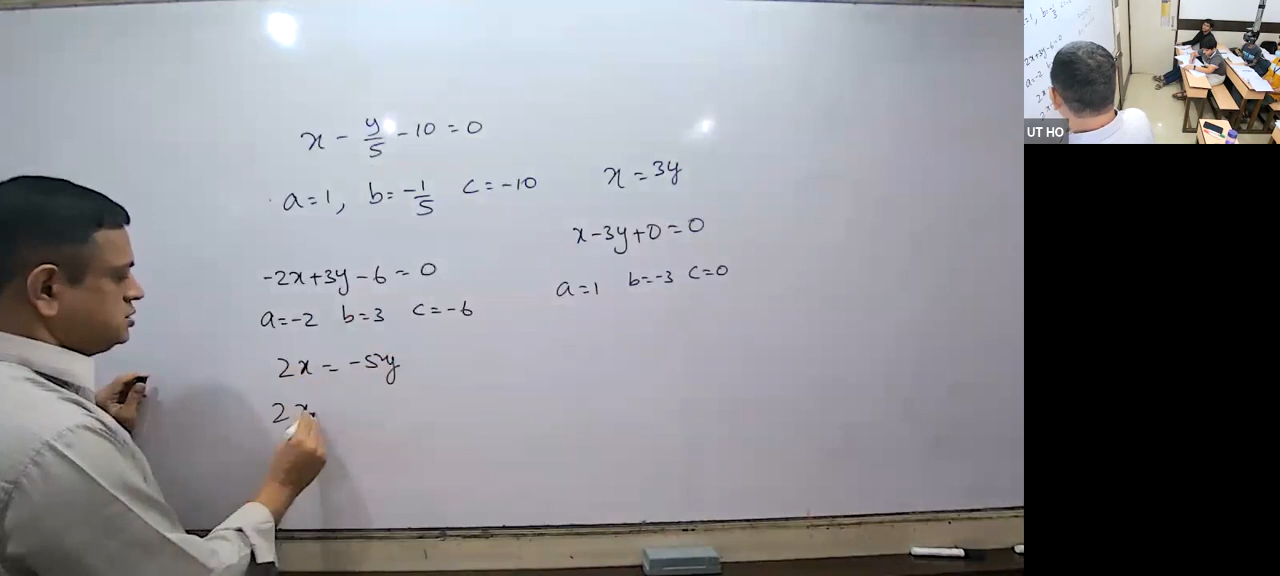 x - y/5 - 10 = 0
a=1, b=-1/5 c=-10
-2x+3y-6=0
a=-2 b=3 c=-6
2x = -5y
2x
x = 3y
x-3y+0=0
a=1 b=-3 c=0
UT HO